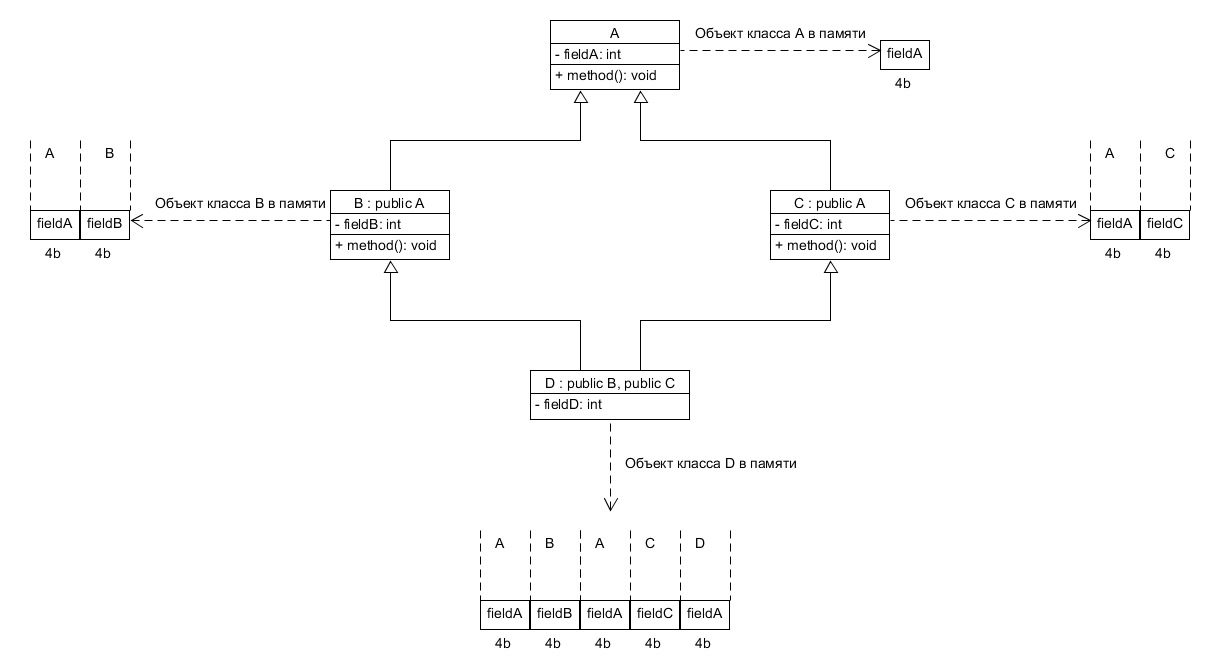 A
- fieldA: int
+ method(): void
Объект класса A в памяти
fieldA
4b
A B
fieldA fieldB
4b 4b
Объект класса B в памяти
B : public A
- fieldB: int
+ method(): void
C : public A
- fieldC: int
+ method(): void
Объект класса C в памяти
A C
fieldA fieldC
4b 4b
D : public B, public C
- fieldD: int
Объект класса D в памяти
A B A C D
fieldA fieldB fieldA fieldC fieldA
4b 4b 4b 4b 4b